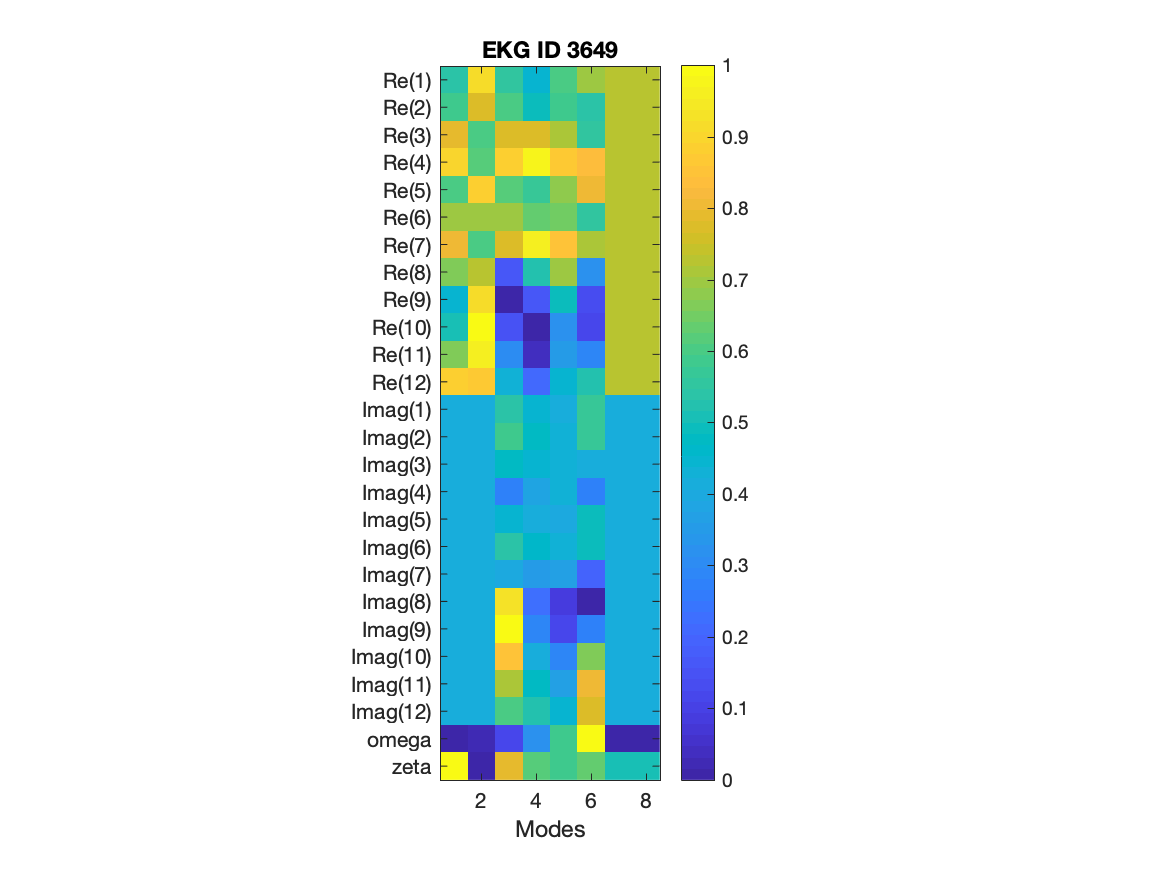 EKG ID 3649
Re(1)
Re(2)
Re(3)
Re(4)
Re(5)
Re(6)
Re(7)
Re(8)
Re(9)
Re(10)
Re(11)
Re(12)
Imag(1)
Imag(2)
Imag(3)
Imag(4)
Imag(5)
Imag(6)
Imag(7)
Imag(8)
Imag(9)
Imag(10)
Imag(11)
Imag(12)
omega
zeta
2 4 6 8
Modes
1
0.9
0.8
0.7
0.6
0.5
0.4
0.3
0.2
0.1
0